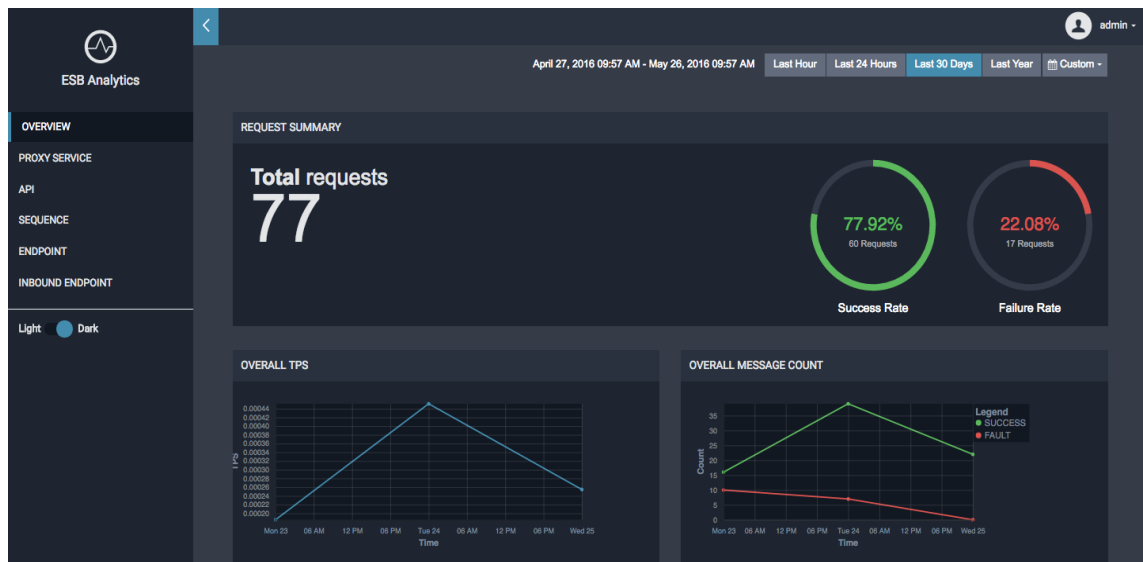 admin
ESB Analytics
April 27, 2016 09:57 AM - May 26, 2016 09:57 AM Last Hour Last 24 Hours Last 30 Days Last Year Custom
OVERVIEW
PROXY SERVICE
API
SEQUENCE
ENDPOINT
INBOUND ENDPOINT
Light Dark
REQUEST SUMMARY
Total requests
77
77.92%
60 Requests
Success Rate
22.08%
17 Requests
Failure Rate
OVERALL TPS
TPS
0.00044
0.00042
0.00040
0.00038
0.00036
0.00034
0.00032
0.00030
0.00028
0.00026
0.00024
0.00022
0.00020
Mon 23 06 AM 12 PM 06 PM Tue 24 06 AM 12 PM 06 PM Wed 25
Time
OVERALL MESSAGE COUNT
Count
35
30
25
20
15
10
5
0
Mon 23 06 AM 12 PM 06 PM Tue 24 06 AM 12 PM 06 PM Wed 25
Time
Legend
SUCCESS
FAULT